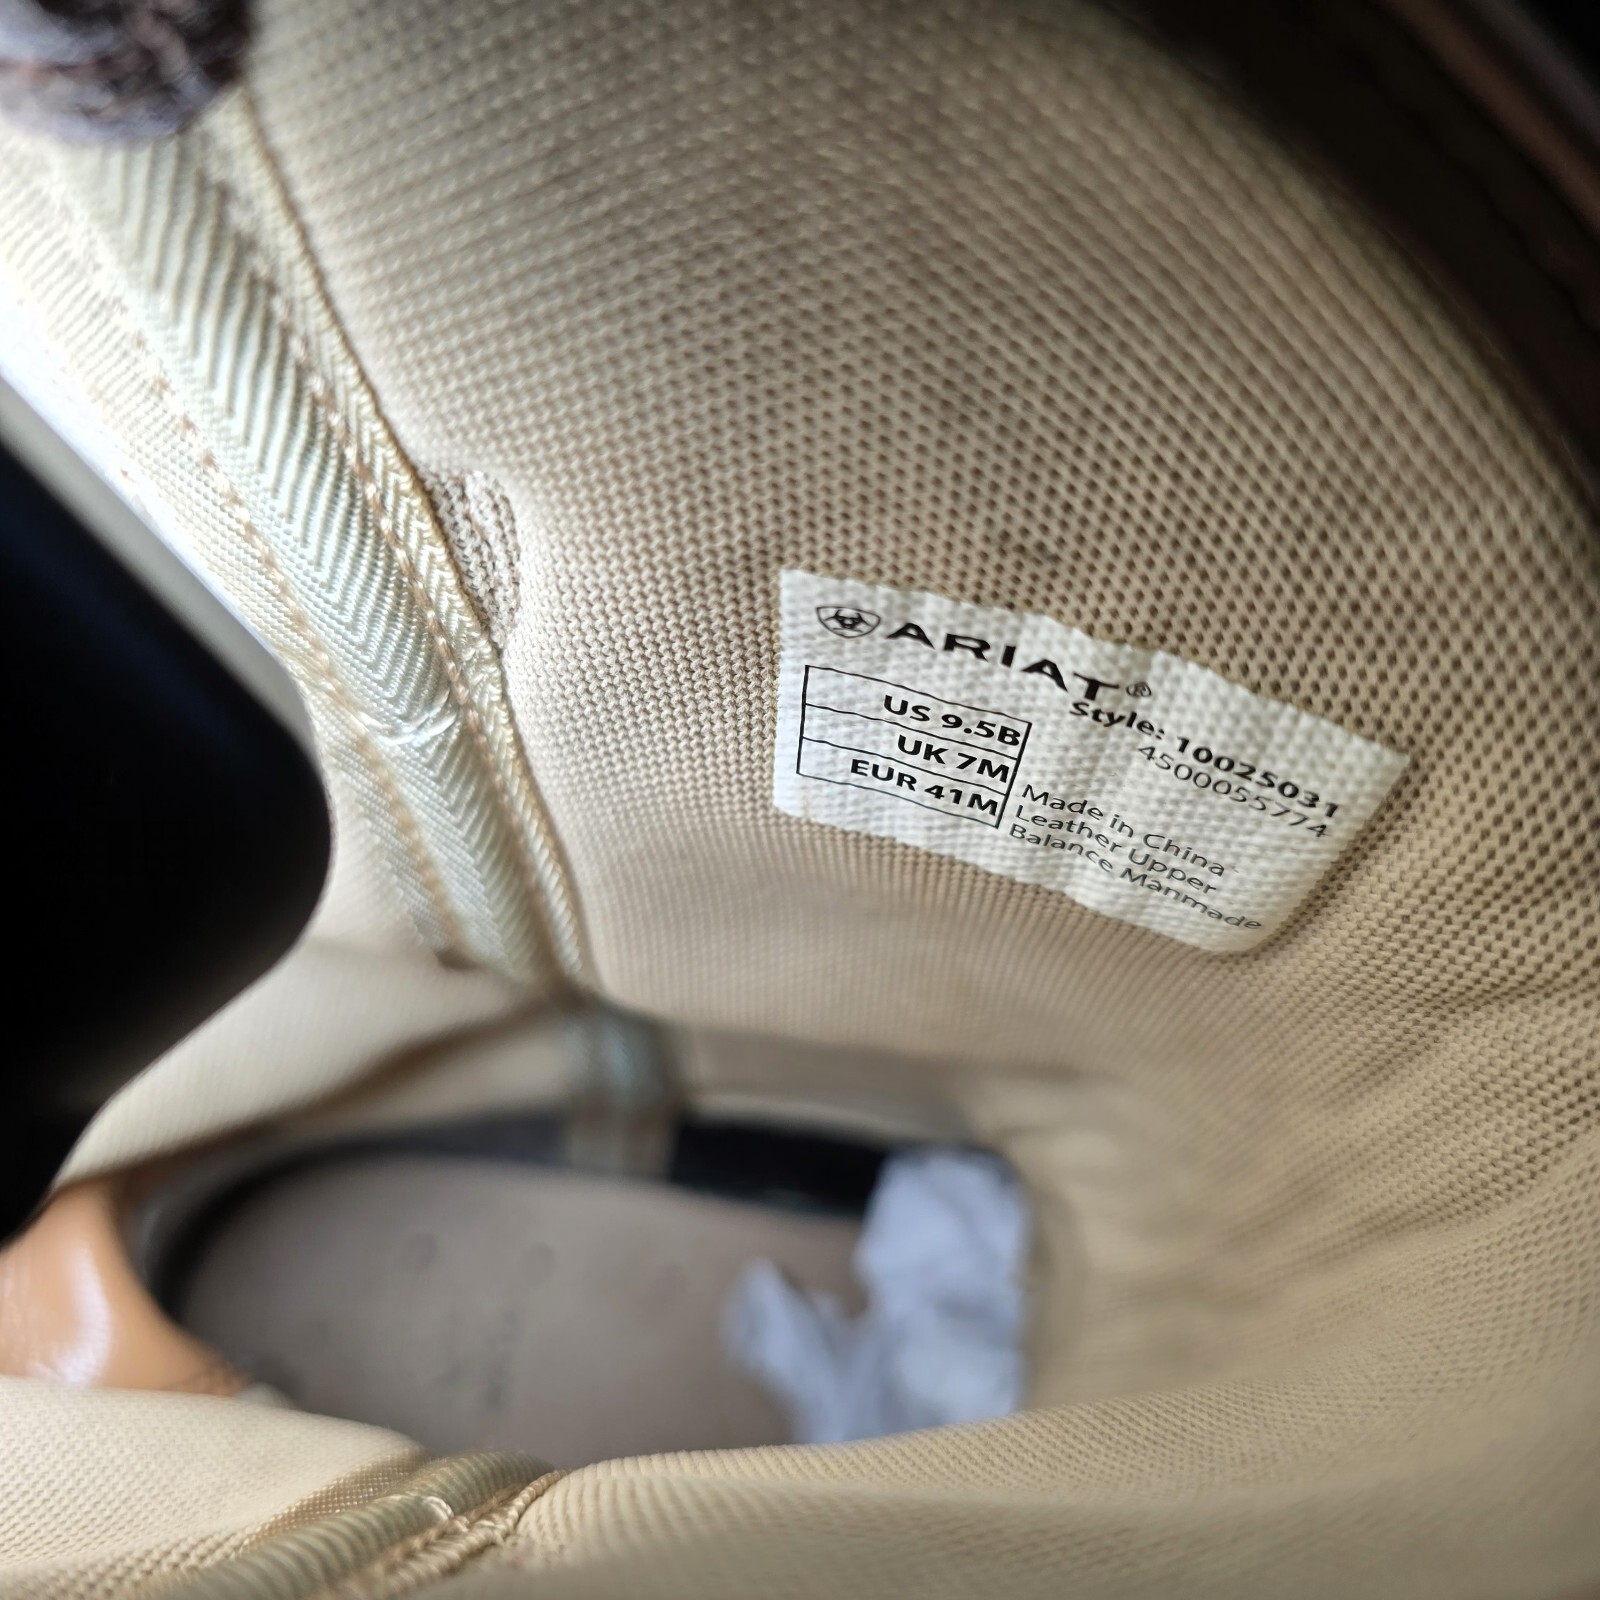 ARIAT®
Style: 10025031
4500055774
US 9.5B
UK 7M
EUR 41M
Made in China
Leather Upper
Balance Manmade